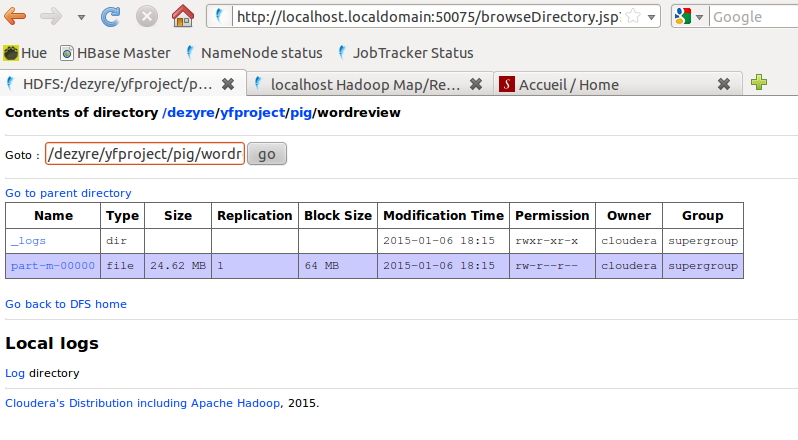 http://localhost.localdomain:50075/browseDirectory.jsp?
Google
Hue HBase Master NameNode status JobTracker Status
HDFS:/dezyre/yfproject/p... localhost Hadoop Map/Re... Accueil / Home
Contents of directory /dezyre/yfproject/pig/wordreview
Goto : /dezyre/yfproject/pig/wordr go
Go to parent directory
Name Type Size Replication Block Size Modification Time Permission Owner Group
_logs dir 2015-01-06 18:15 rwxr-xr-x cloudera supergroup
part-m-00000 file 24.62 MB 1 64 MB 2015-01-06 18:15 rw-r--r-- cloudera supergroup
Go back to DFS home
Local logs
Log directory
Cloudera's Distribution including Apache Hadoop, 2015.